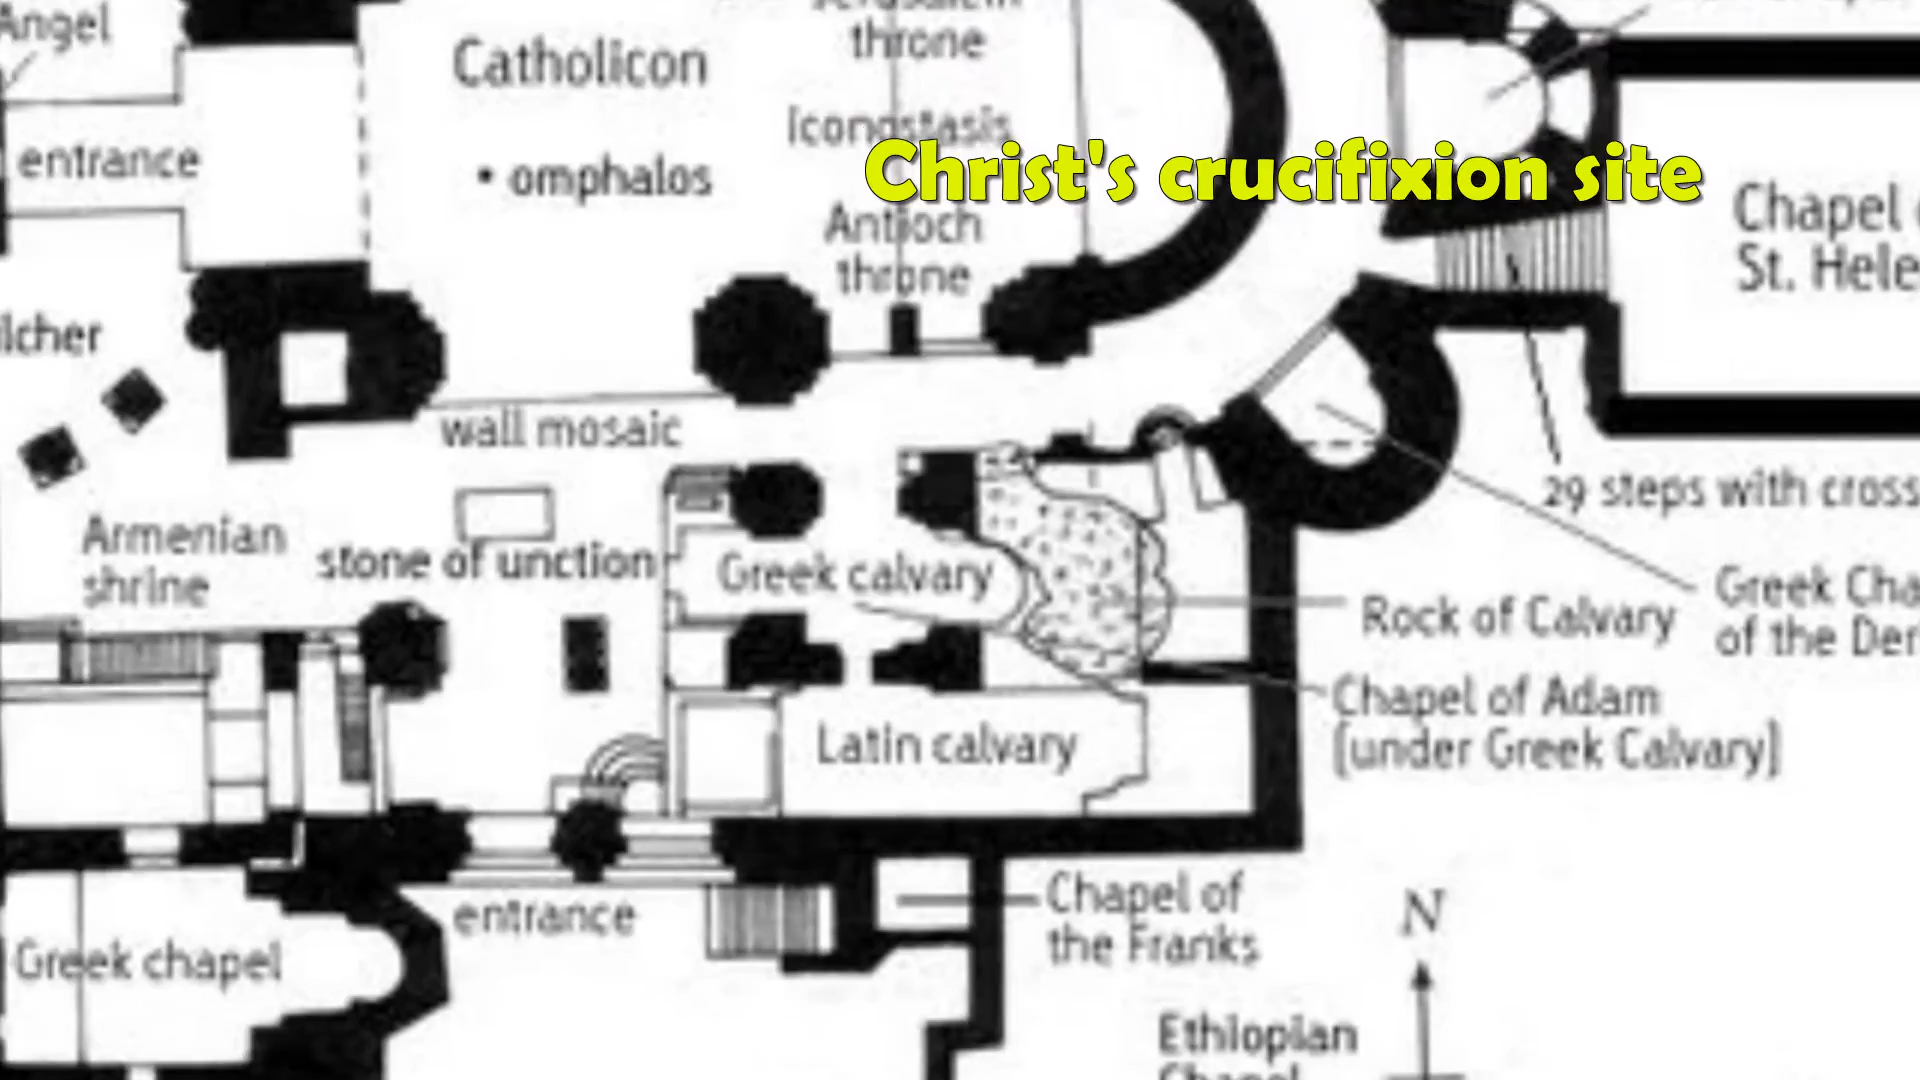 Angel
Catholicon
throne
iconostasis
entrance
• omphalos
Christ's crucifixion site
Antioch
throne
Chapel
St. Hele
lcher
wall mosaic
29 steps with cross
Armenian
shrine
stone of unction
Greek calvary
Rock of Calvary
Greek Cha
of the Der
Chapel of Adam
(under Greek Calvary)
Latin calvary
entrance
Chapel of
the Franks
N
Greek chapel
Ethiopian
Chapel